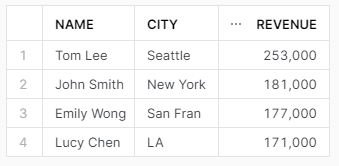 NAME CITY ··· REVENUE
1 Tom Lee Seattle 253,000
2 John Smith New York 181,000
3 Emily Wong San Fran 177,000
4 Lucy Chen LA 171,000